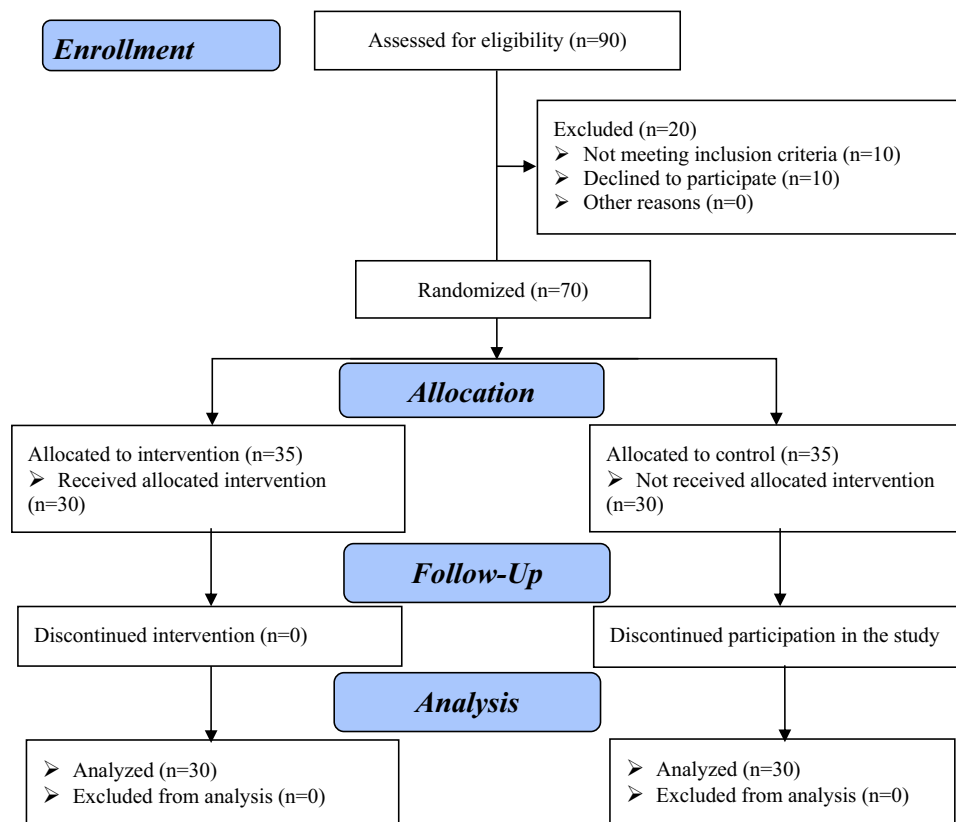 Enrollment
Assessed for eligibility (n=90)
Excluded (n=20)
➢ Not meeting inclusion criteria (n=10)
➢ Declined to participate (n=10)
➢ Other reasons (n=0)
Randomized (n=70)
Allocation
Allocated to intervention (n=35)
➢ Received allocated intervention
(n=30)
Allocated to control (n=35)
➢ Not received allocated intervention
(n=30)
Follow-Up
Discontinued intervention (n=0)
Discontinued participation in the study
Analysis
➢ Analyzed (n=30)
➢ Excluded from analysis (n=0)
➢ Analyzed (n=30)
➢ Excluded from analysis (n=0)